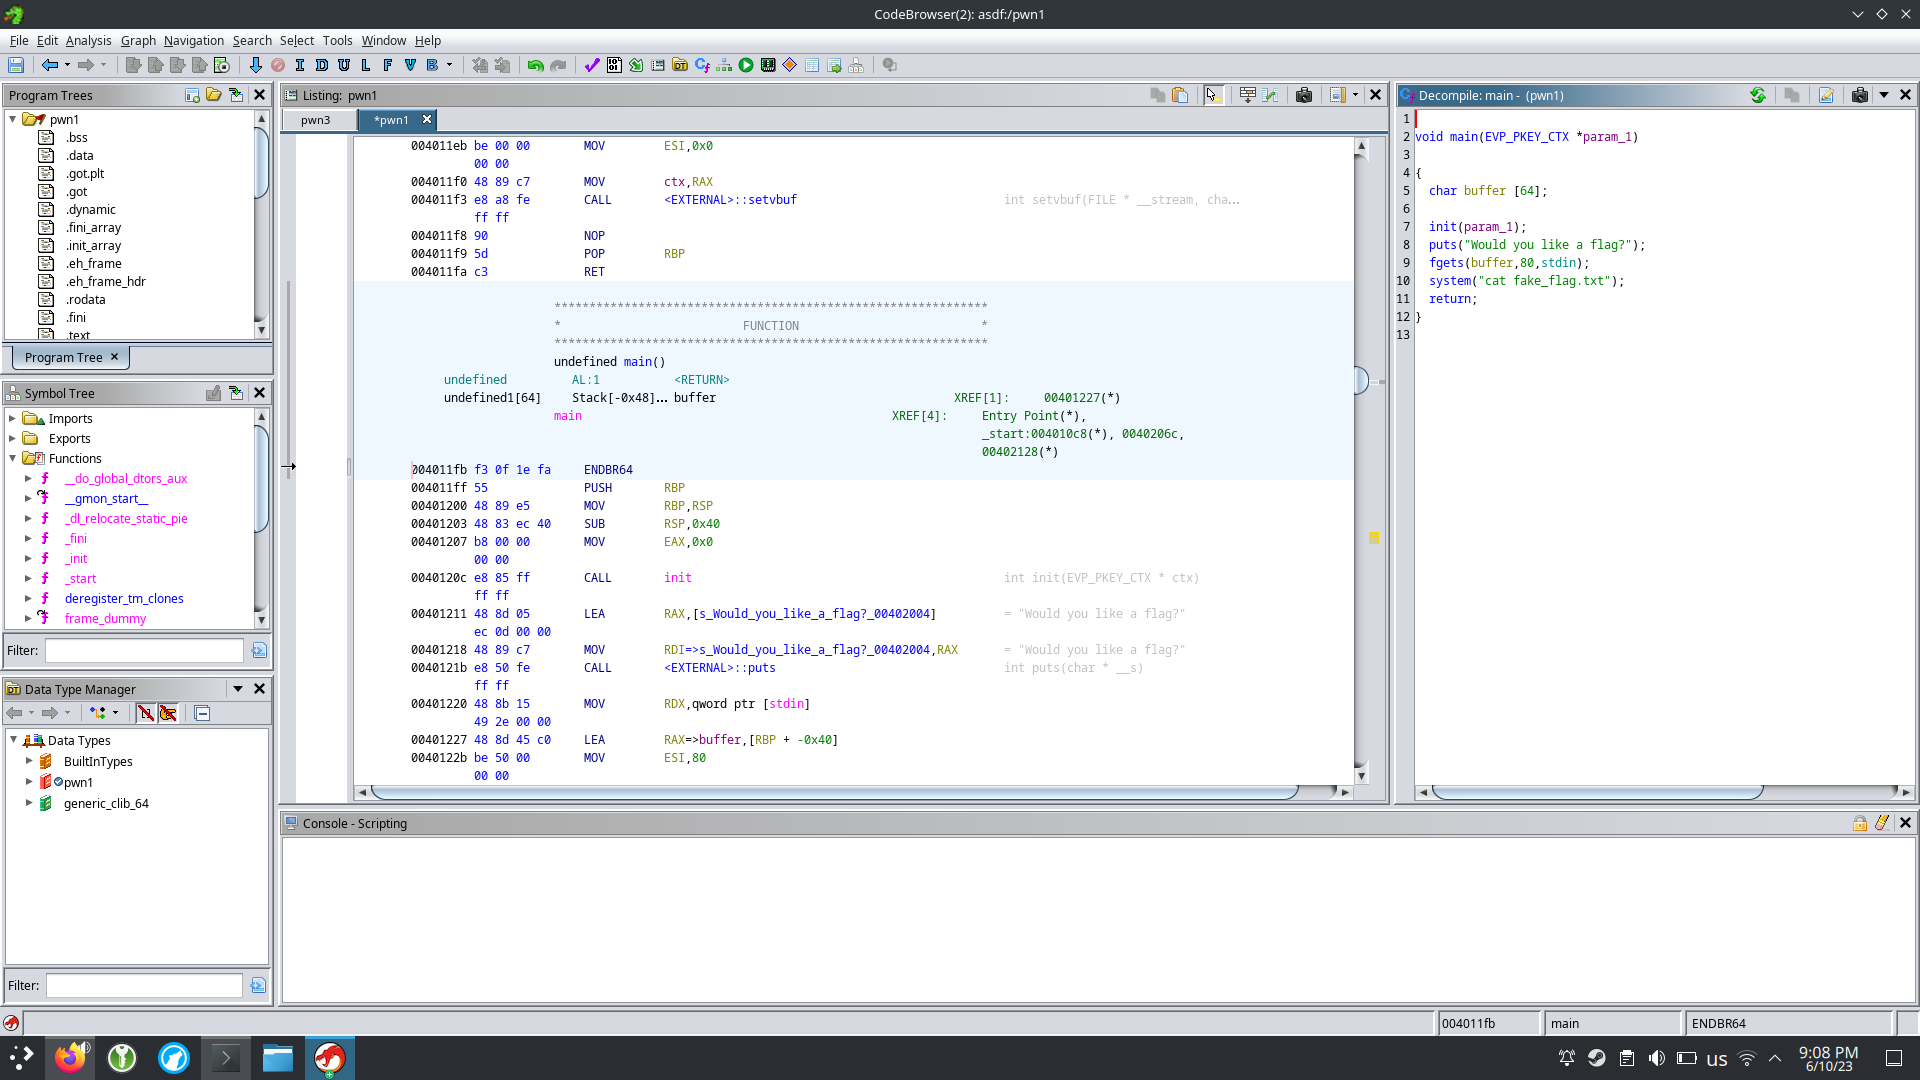 CodeBrowser(2): asdf:/pwn1
File Edit Analysis Graph Navigation Search Select Tools Window Help
I D U L F V B
Program Trees
pwn1
.bss
.data
.got.plt
.got
.dynamic
.fini_array
.init_array
.eh_frame
.eh_frame_hdr
.rodata
.fini
.text
Program Tree
Symbol Tree
Imports
Exports
Functions
__do_global_dtors_aux
__gmon_start__
_dl_relocate_static_pie
_fini
_init
_start
deregister_tm_clones
frame_dummy
Filter:
Data Type Manager
Data Types
BuiltInTypes
pwn1
generic_clib_64
Filter:
Listing: pwn1
pwn3 *pwn1
004011eb be 00 00 MOV ESI,0x0
00 00
004011f0 48 89 c7 MOV ctx,RAX
004011f3 e8 a8 fe CALL <EXTERNAL>::setvbuf int setvbuf(FILE * __stream, cha...
ff ff
004011f8 90 NOP
004011f9 5d POP RBP
004011fa c3 RET
**************************************************************
* FUNCTION *
**************************************************************
undefined main()
undefined AL:1 <RETURN>
undefined1[64] Stack[-0x48]... buffer XREF[1]: 00401227(*)
main XREF[4]: Entry Point(*),
_start:004010c8(*), 0040206c,
00402128(*)
004011fb f3 0f 1e fa ENDBR64
004011ff 55 PUSH RBP
00401200 48 89 e5 MOV RBP,RSP
00401203 48 83 ec 40 SUB RSP,0x40
00401207 b8 00 00 MOV EAX,0x0
00 00
0040120c e8 85 ff CALL init int init(EVP_PKEY_CTX * ctx)
ff ff
00401211 48 8d 05 LEA RAX,[s_Would_you_like_a_flag?_00402004] = "Would you like a flag?"
ec 0d 00 00
00401218 48 89 c7 MOV RDI=>s_Would_you_like_a_flag?_00402004,RAX = "Would you like a flag?"
0040121b e8 50 fe CALL <EXTERNAL>::puts int puts(char * __s)
ff ff
00401220 48 8b 15 MOV RDX,qword ptr [stdin]
49 2e 00 00
00401227 48 8d 45 c0 LEA RAX=>buffer,[RBP + -0x40]
0040122b be 50 00 MOV ESI,80
00 00
Decompile: main - (pwn1)
1
2 void main(EVP_PKEY_CTX *param_1)
3
4 {
5 char buffer [64];
6
7 init(param_1);
8 puts("Would you like a flag?");
9 fgets(buffer,80,stdin);
10 system("cat fake_flag.txt");
11 return;
12 }
13
Console - Scripting
004011fb main ENDBR64
us 9:08 PM
6/10/23